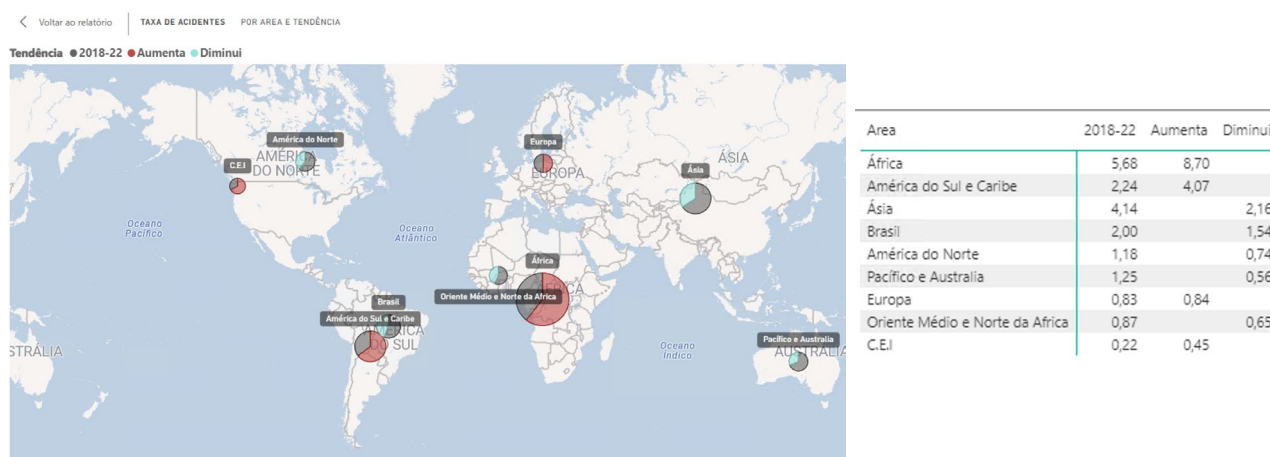 Voltar ao relatório TAXA DE ACIDENTES POR AREA E TENDÊNCIA
Tendência 2018-22 Aumenta Diminui
América do Norte
C.E.I
AMÉRICA
DO NORTE
Europa
EUROPA
ÁSIA
Ásia
Oceano
Pacífico
Oceano
Atlântico
África
Oriente Médio e Norte da Africa
Brasil
América do Sul e Caribe
AMÉRICA
DO SUL
STRÁLIA
Oceano
Índico
Pacífico e Australia
AUSTRÁLIA
Area 2018-22 Aumenta Diminui
África 5,68 8,70
América do Sul e Caribe 2,24 4,07
Ásia 4,14 2,16
Brasil 2,00 1,54
América do Norte 1,18 0,74
Pacífico e Australia 1,25 0,56
Europa 0,83 0,84
Oriente Médio e Norte da Africa 0,87 0,65
C.E.I 0,22 0,45